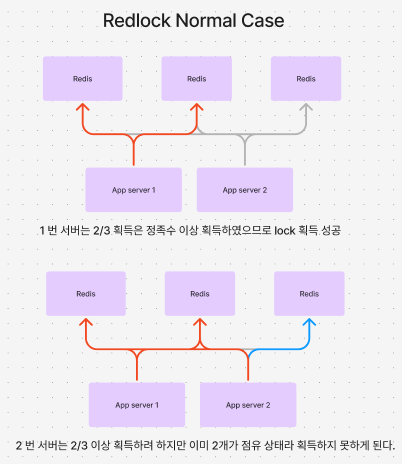 Redlock Normal Case
Redis Redis Redis
App server 1 App server 2
1 번 서버는 2/3 획득은 정족수 이상 획득하였으므로 lock 획득 성공
Redis Redis Redis
App server 1 App server 2
2 번 서버는 2/3 이상 획득하려 하지만 이미 2개가 점유 상태라 획득하지 못하게 된다.